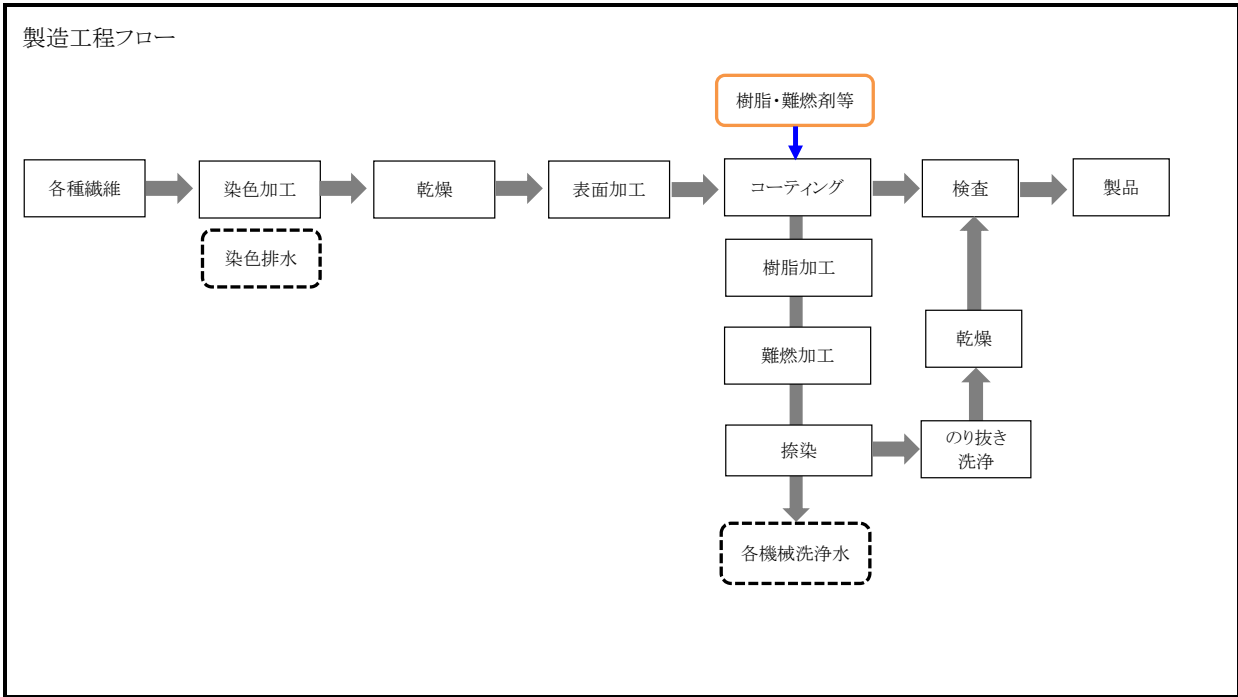 製造工程フロー
樹脂・難燃剤等
各種繊維
染色加工
乾燥
表面加工
コーティング
検査
製品
染色排水
樹脂加工
難燃加工
乾燥
捺染
のり抜き
洗浄
各機械洗浄水